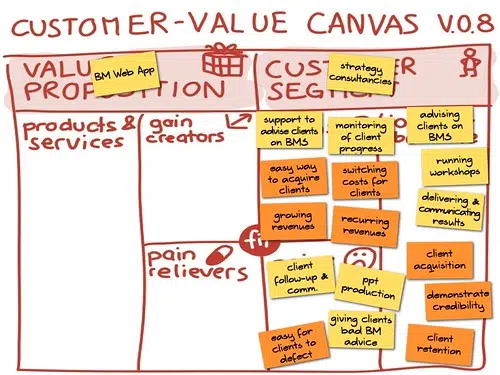 CUSTOMER-VALUE CANVAS V.0.8
VALU
PROPOSITION
BM Web App
CUSTOMER
SEGM
strategy
consultancies
products &
services
gain
creators
support to
advise clients
on BMS
monitoring
of client
progress
advising
clients on
BMS
easy way
to acquire
clients
switching
costs for
clients
running
workshops
growing
revenues
recurring
revenues
delivering &
communicating
results
fit
pain
relievers
client
follow-up &
comm.
ppt
production
client
acquisition
demonstrate
credibility
easy for
clients to
defect
giving clients
bad BM
advice
client
retention